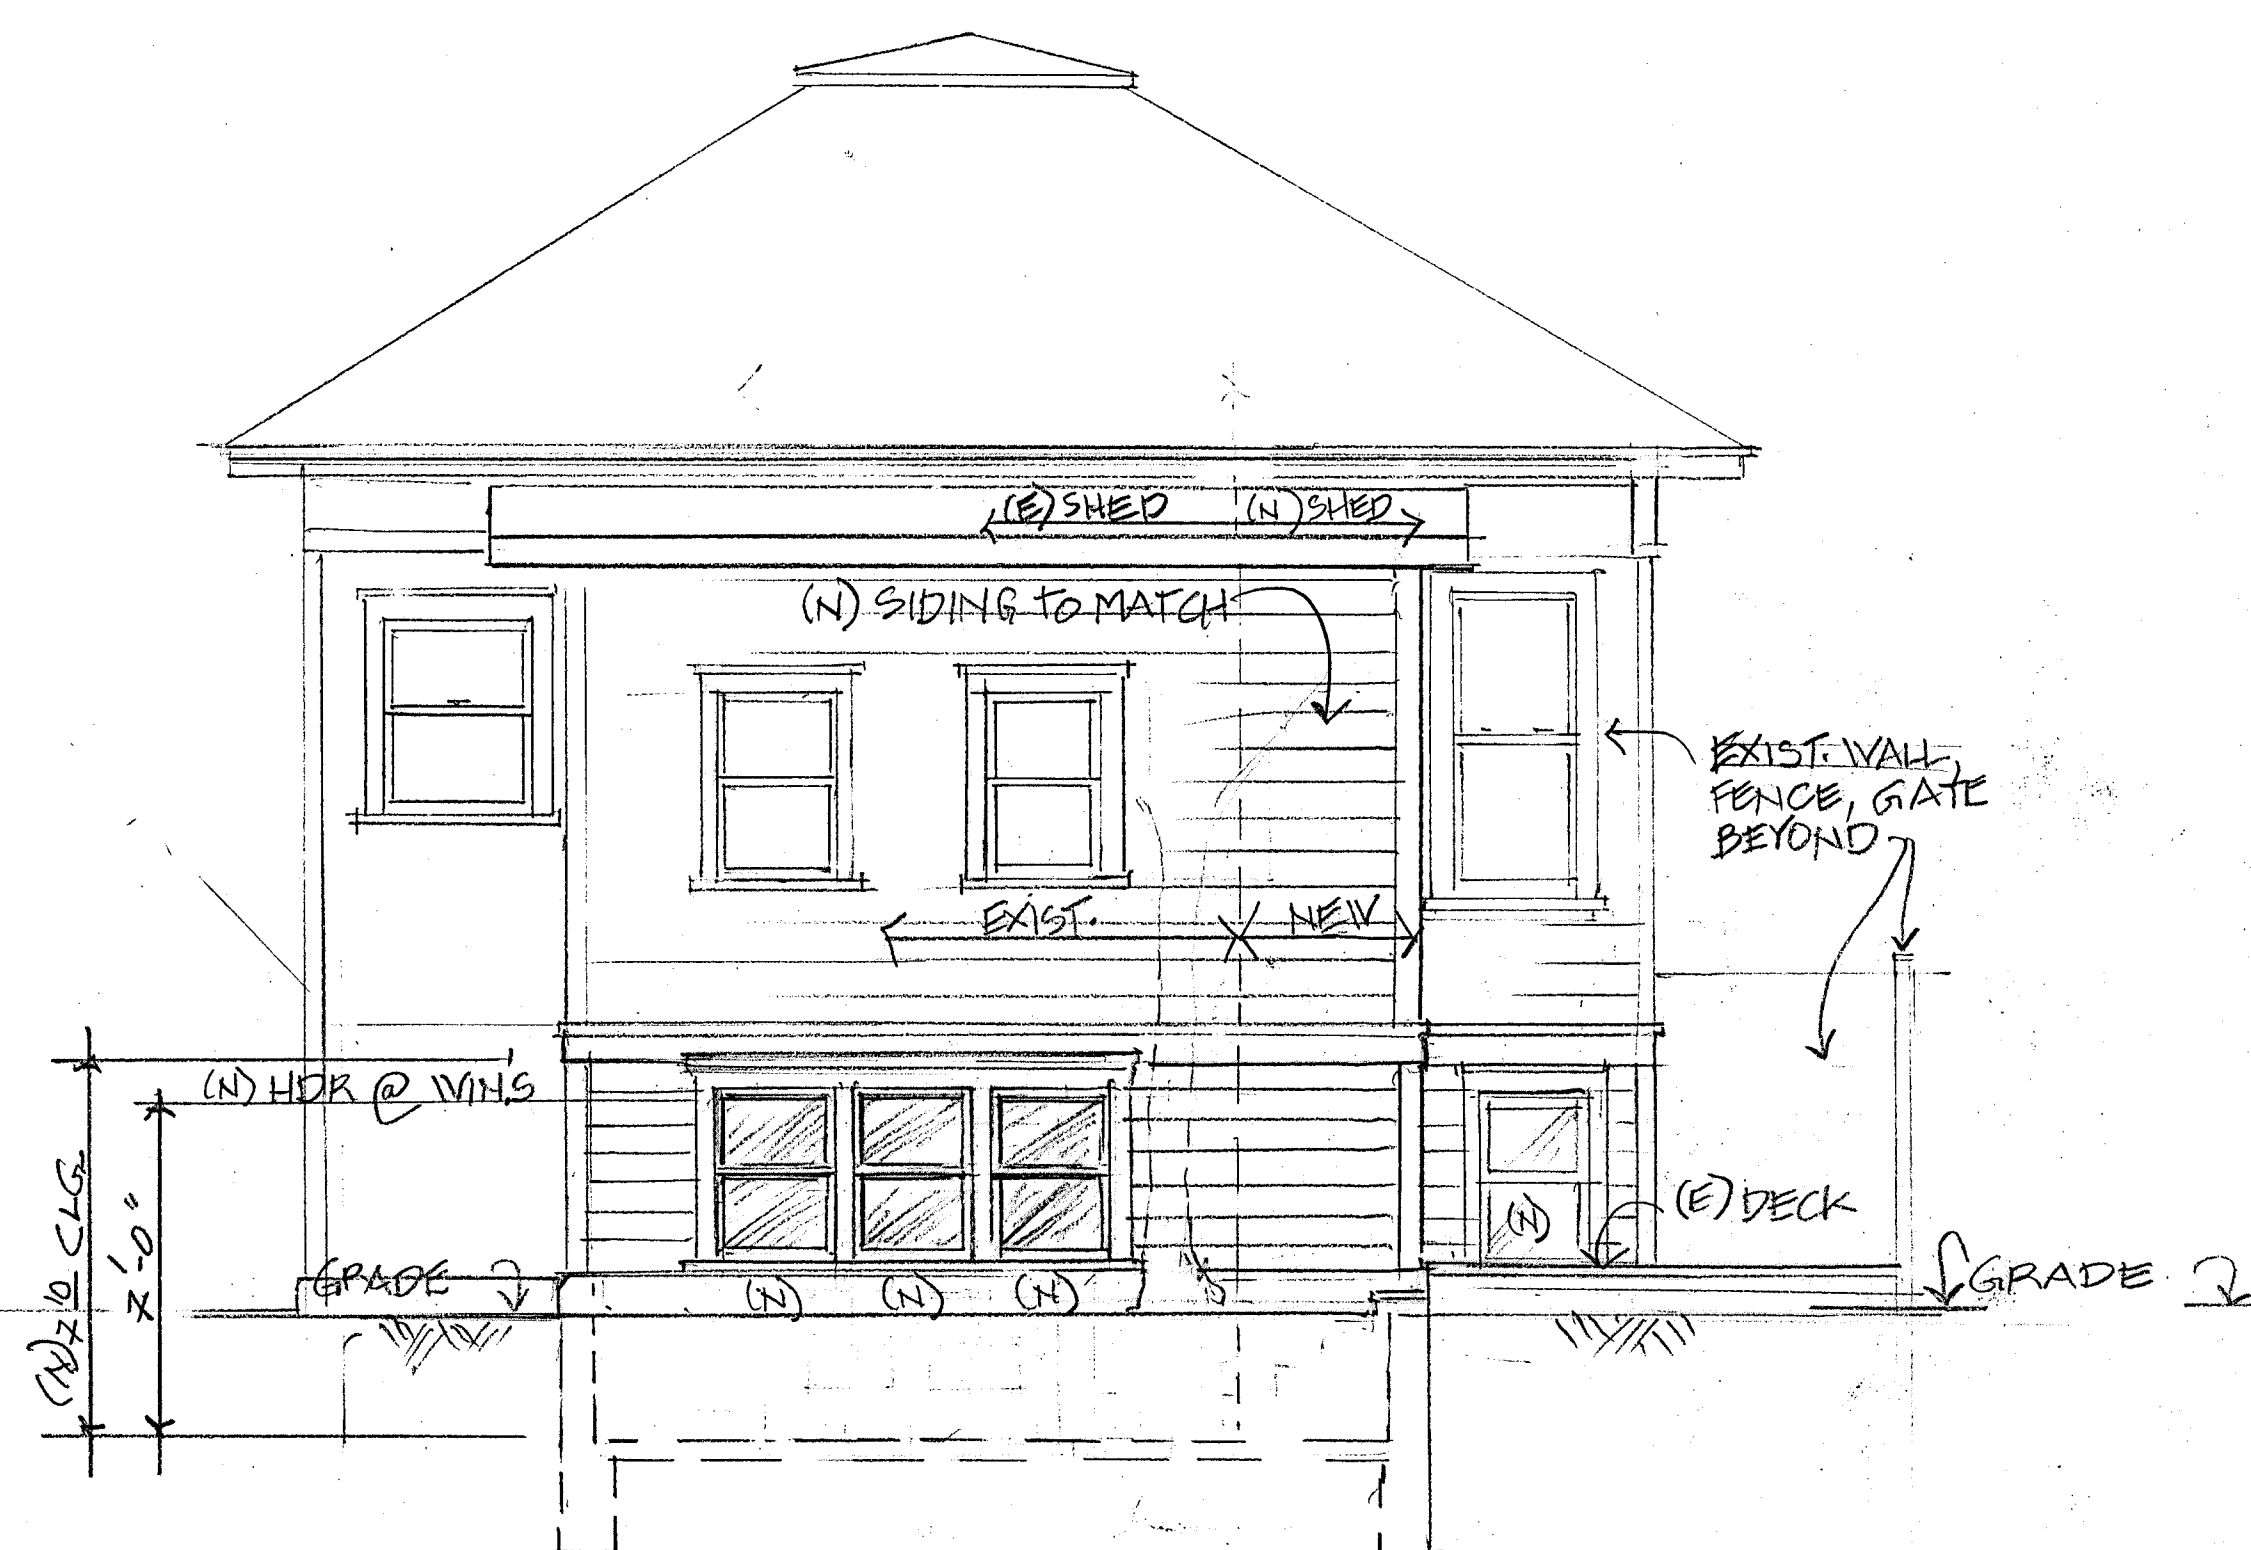 (E) SHED
(N) SHED
(N) SIDING TO MATCH
EXIST. WALL,
FENCE, GATE
BEYOND
EXIST.
NEW
(N) HDR @ WIN'S
(N) 7'10 CLG.
7'-0"
(N)
(E) DECK
GRADE
(N)
(N)
(N)
GRADE